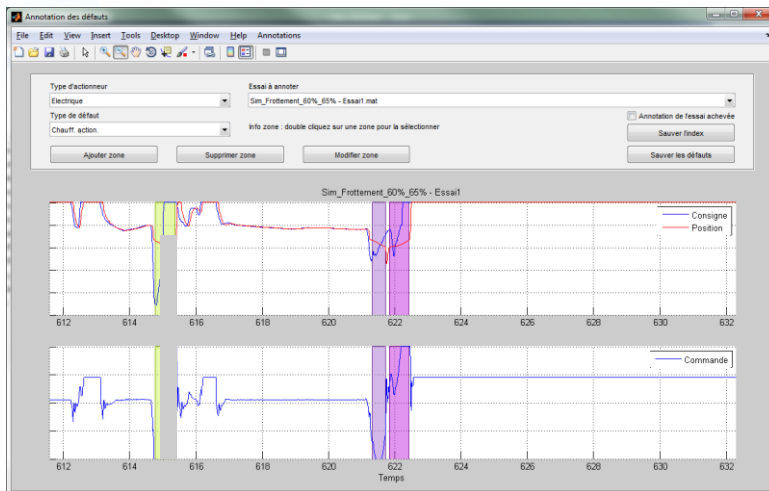 Annotation des défauts
File Edit View Insert Tools Desktop Window Help Annotations
Type d'actionneur
Essai à annoter
Electrique
Sim_Frottement_60%_65% - Essai1.mat
Type de défaut
Annotation de l'essai achevée
Chauff. action.
Info zone : double cliquez sur une zone pour la sélectionner
Sauver l'index
Ajouter zone
Supprimer zone
Modifier zone
Sauver les défauts
Sim_Frottement_60%_65% - Essai1
Consigne
Position
612 614 616 618 620 622 624 626 628 630 632
Commande
612 614 616 618 620 622 624 626 628 630 632
Temps